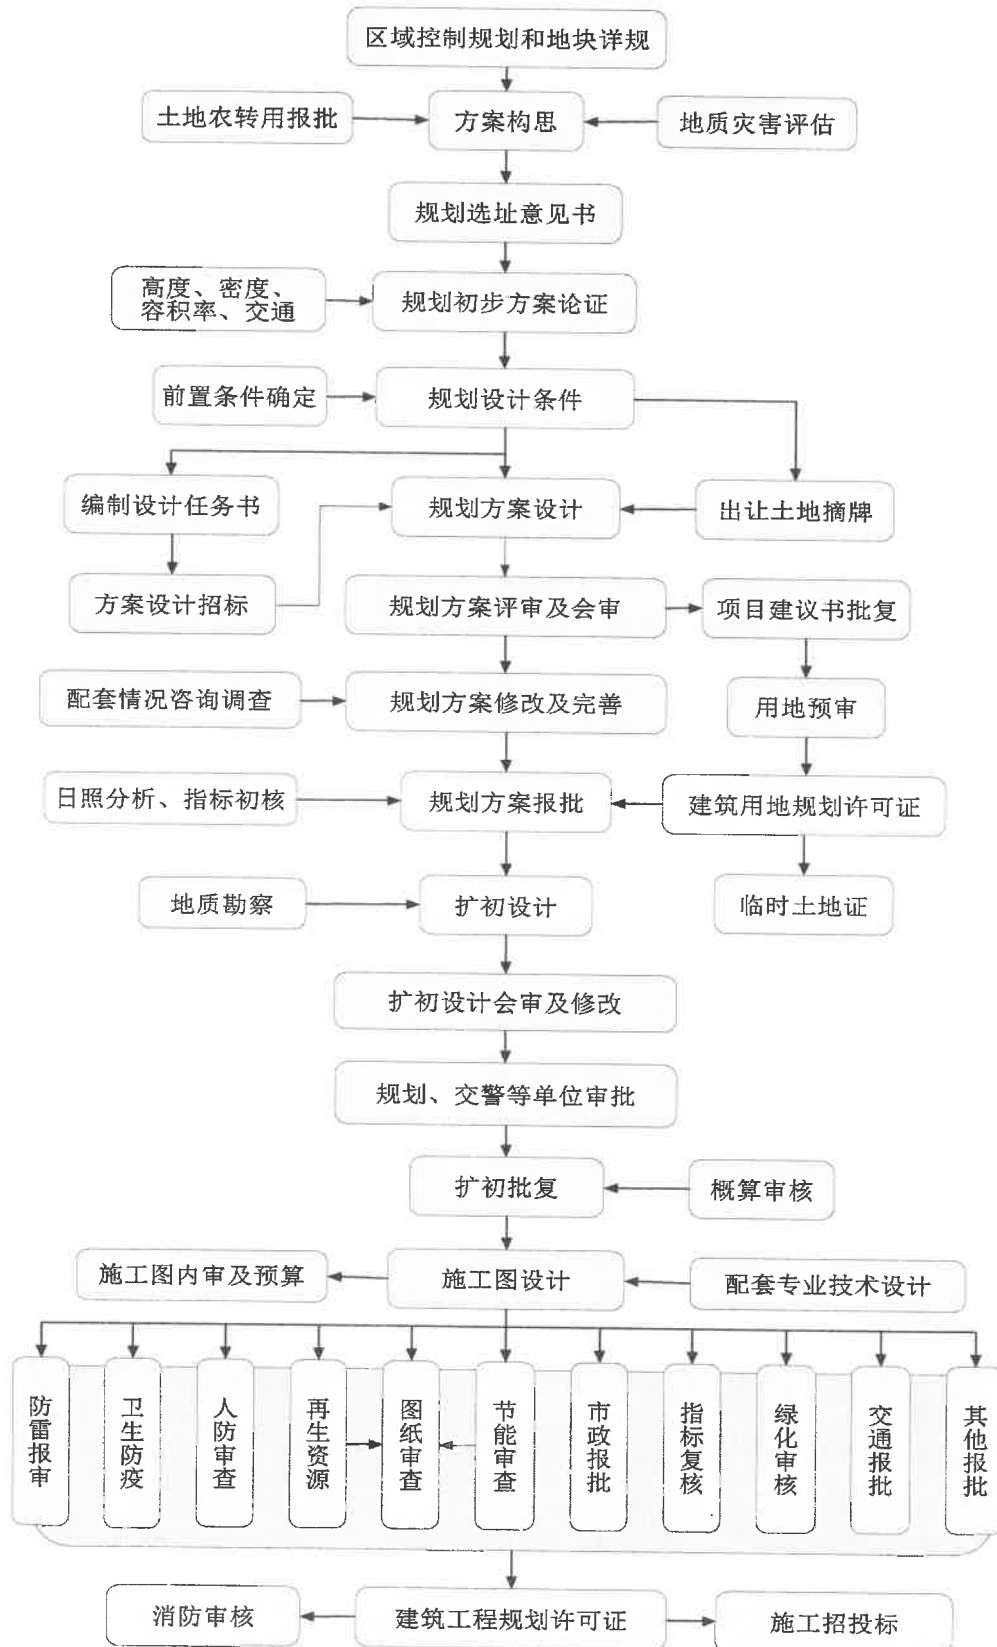 区域控制规划和地块详规
土地农转用报批
方案构思
地质灾害评估
规划选址意见书
高度、密度、
容积率、交通
规划初步方案论证
前置条件确定
规划设计条件
编制设计任务书
规划方案设计
出让土地摘牌
方案设计招标
规划方案评审及会审
项目建议书批复
配套情况咨询调查
规划方案修改及完善
用地预审
日照分析、指标初核
规划方案报批
建筑用地规划许可证
地质勘察
扩初设计
临时土地证
扩初设计会审及修改
规划、交警等单位审批
扩初批复
概算审核
施工图内审及预算
施工图设计
配套专业技术设计
防雷报审
卫生防疫
人防审查
再生资源
图纸审查
节能审查
市政报批
指标复核
绿化审核
交通报批
其他报批
消防审核
建筑工程规划许可证
施工招投标